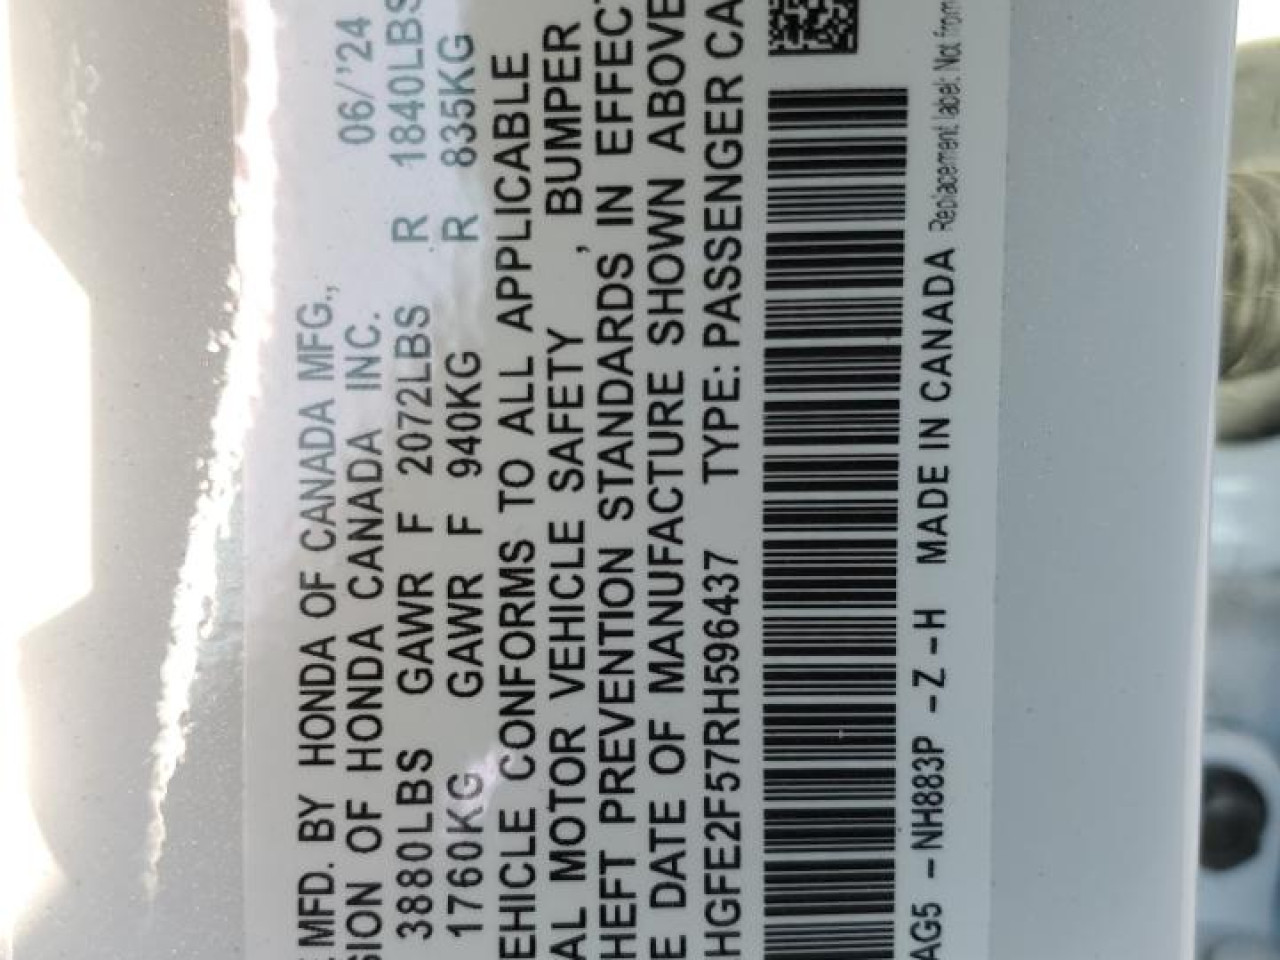 MFD. BY HONDA OF CANADA MFG., 06/'24
SION OF HONDA CANADA INC.
3880LBS GAWR F 2072LBS R 1840LBS
1760KG GAWR F 940KG R 835KG
EHICLE CONFORMS TO ALL APPLICABLE
AL MOTOR VEHICLE SAFETY , BUMPER
HEFT PREVENTION STANDARDS IN EFFECT
E DATE OF MANUFACTURE SHOWN ABOVE
HGFE2F57RH596437 TYPE: PASSENGER CA
AG5 -NH883P -Z -H MADE IN CANADA Replacement label: Not from